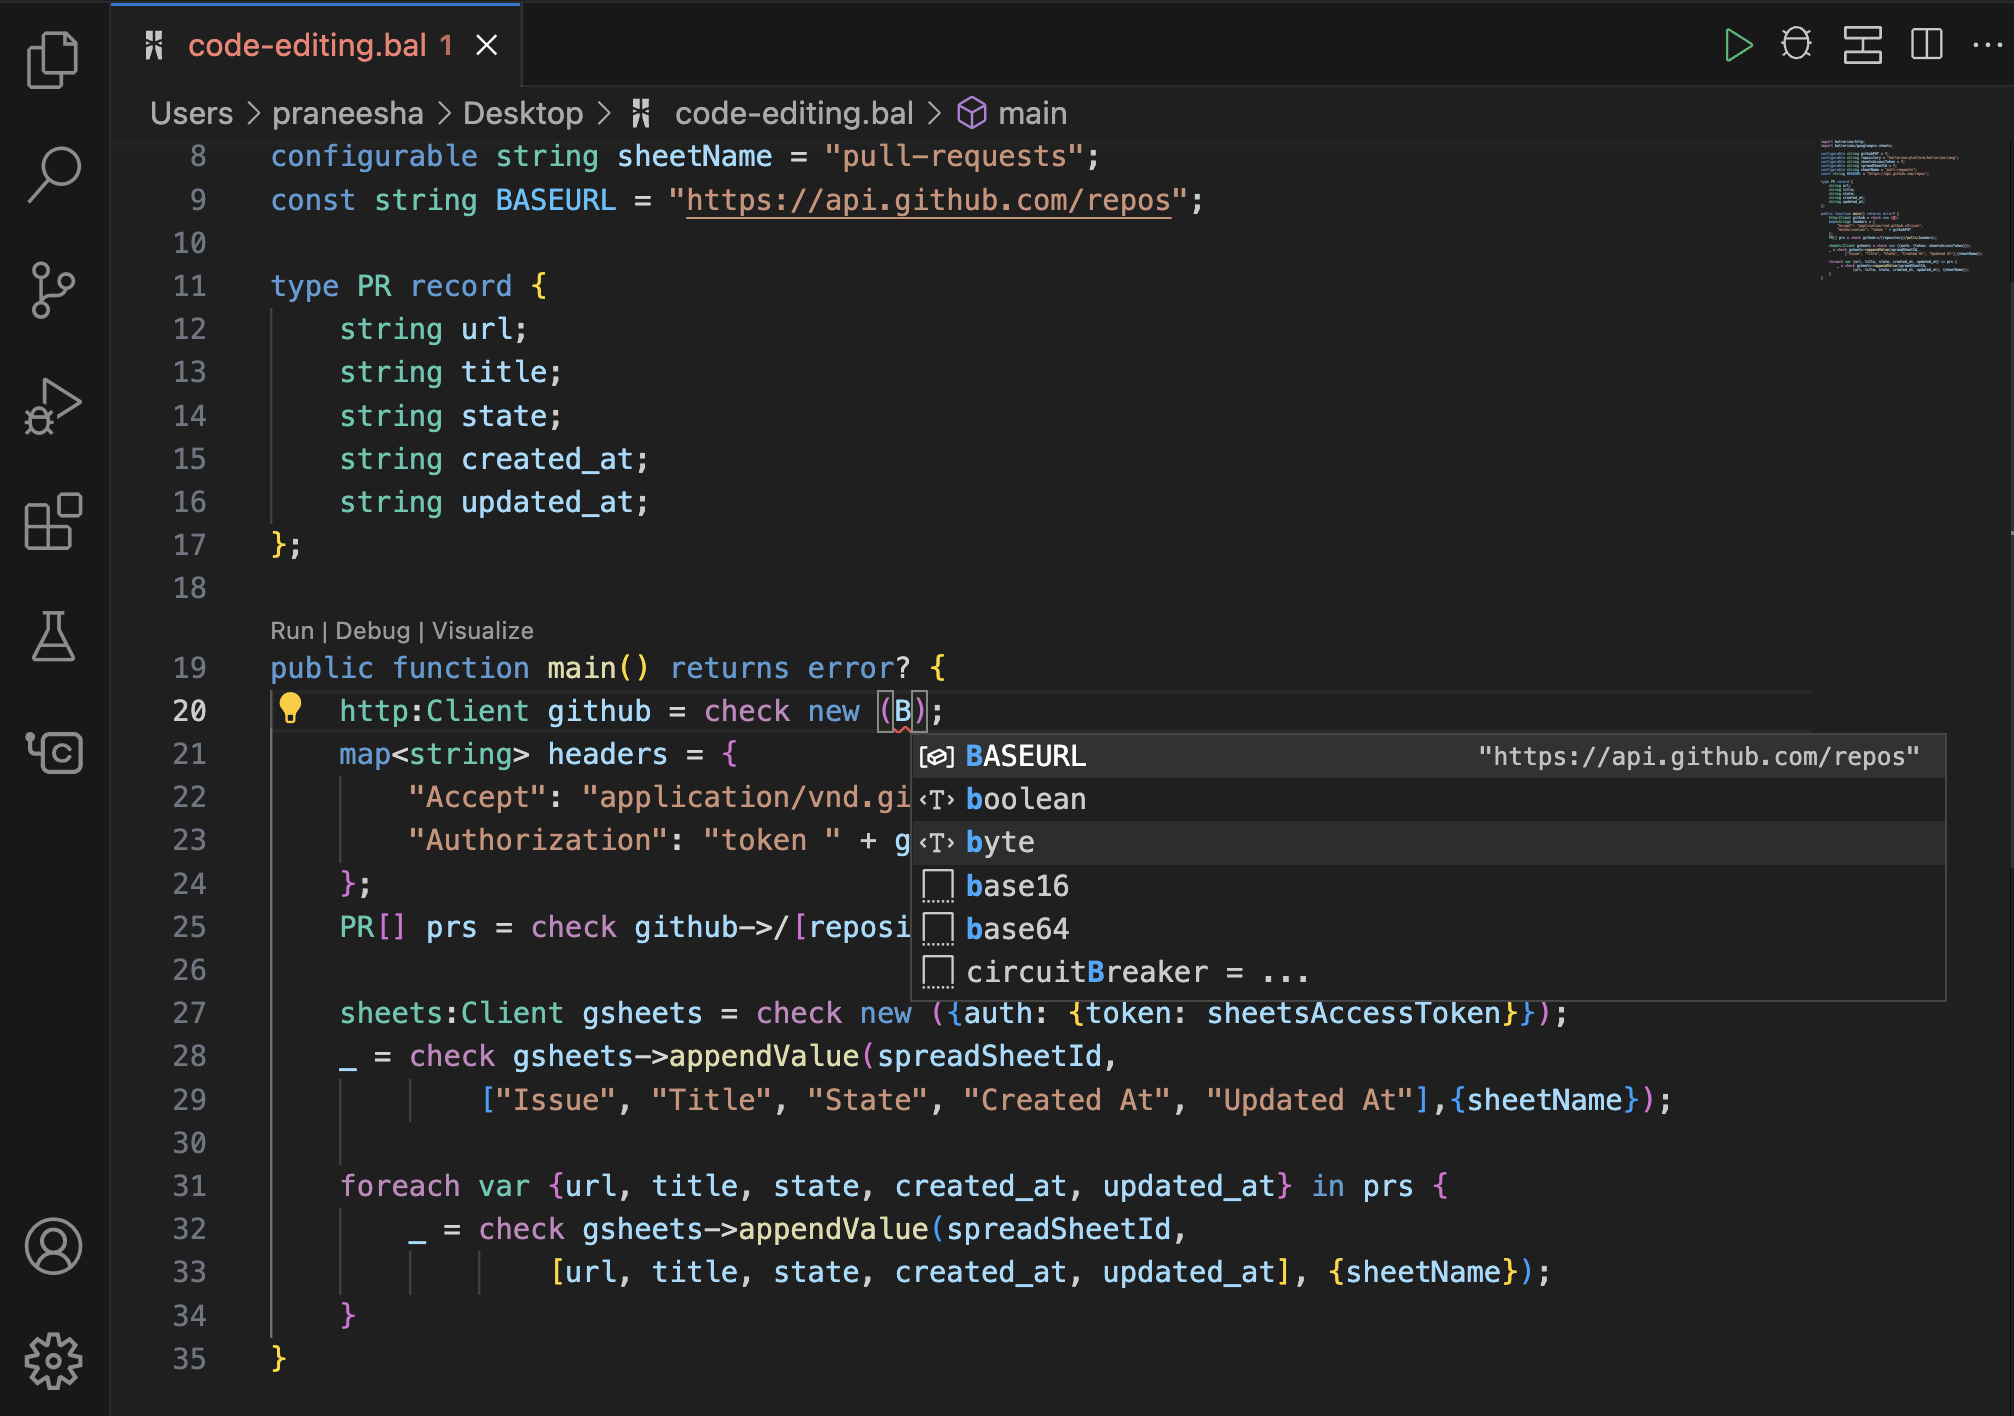 code-editing.bal 1
Users > praneesha > Desktop > code-editing.bal > main
8 configurable string sheetName = "pull-requests";
9 const string BASEURL = "https://api.github.com/repos";
10
11 type PR record {
12 string url;
13 string title;
14 string state;
15 string created_at;
16 string updated_at;
17 };
18
Run | Debug | Visualize
19 public function main() returns error? {
20 http:Client github = check new (B);
21 map<string> headers = {
BASEURL "https://api.github.com/repos"
22 "Accept": "application/vnd.gi
boolean
23 "Authorization": "token " + g
byte
24 };
base16
25 PR[] prs = check github->/[reposi
base64
26
circuitBreaker = ...
27 sheets:Client gsheets = check new ({auth: {token: sheetsAccessToken}});
28 _ = check gsheets->appendValue(spreadSheetId,
29 ["Issue", "Title", "State", "Created At", "Updated At"],{sheetName});
30
31 foreach var {url, title, state, created_at, updated_at} in prs {
32 _ = check gsheets->appendValue(spreadSheetId,
33 [url, title, state, created_at, updated_at], {sheetName});
34 }
35 }